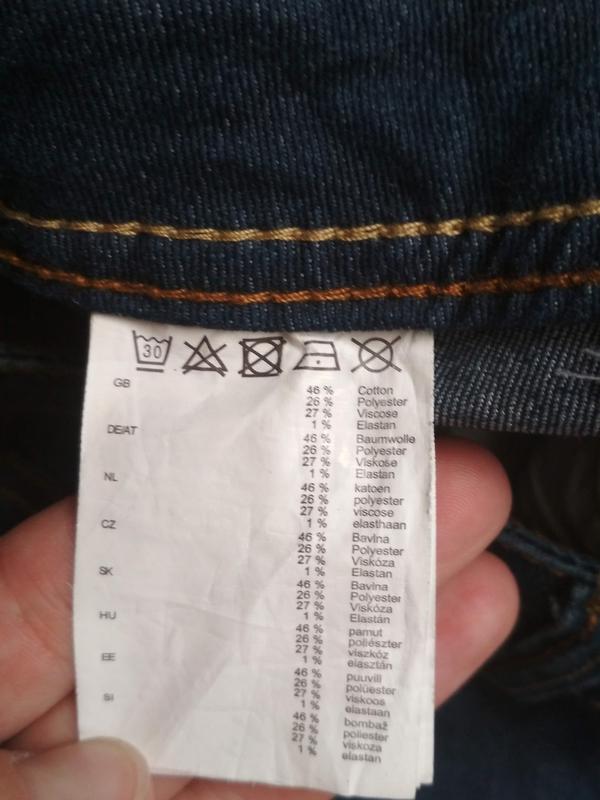 30
GB
46 % Cotton
26 % Polyester
27 % Viscose
1 % Elastan
DE/AT
46 % Baumwolle
26 % Polyester
27 % Viskose
1 % Elastan
NL
46 % katoen
26 % polyester
27 % viscose
1 % elasthaan
CZ
46 % Bavlna
26 % Polyester
27 % Viskóza
1 % Elastan
SK
46 % Bavlna
26 % Polyester
27 % Viskóza
1 % Elastán
HU
46 % pamut
26 % poliészter
27 % viszkóz
1 % elasztán
EE
46 % puuvill
26 % polüester
27 % viskoos
1 % elastaan
SI
46 % bombaž
26 % poliester
27 % viskoza
1 % elastan